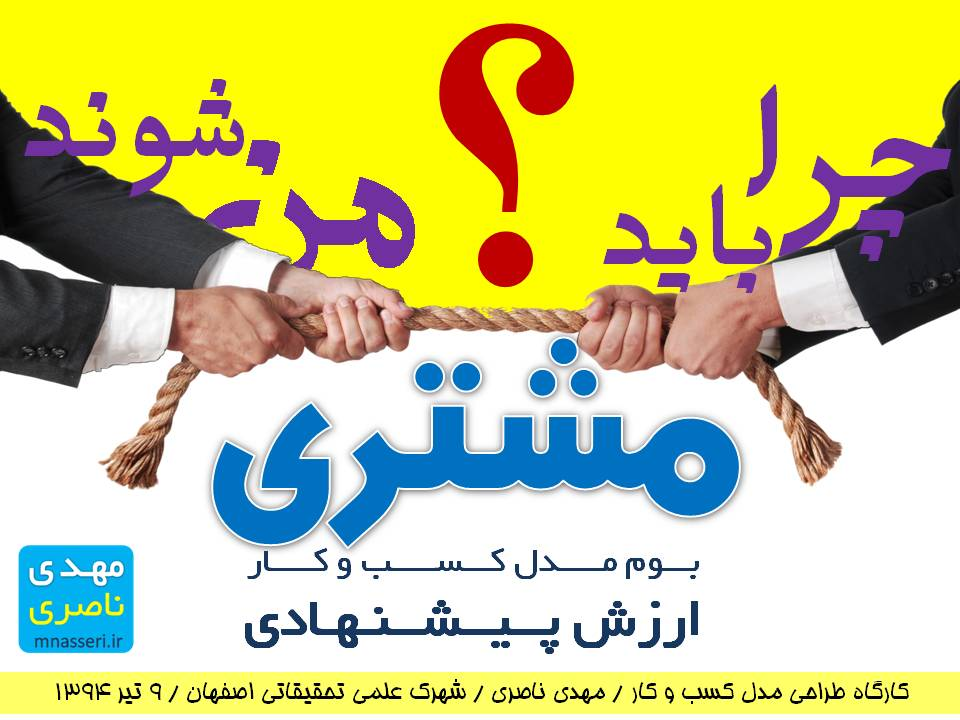 چرا
باید
؟
من
شوند
مشتری
بوم مدل کسب و کار
ارزش پیشنهادی
مهدی
ناصری
mnasseri.ir
کارگاه طراحی مدل کسب و کار / مهدی ناصری / شهرک علمی تحقیقاتی اصفهان / ۹ تیر ۱۳۹۴